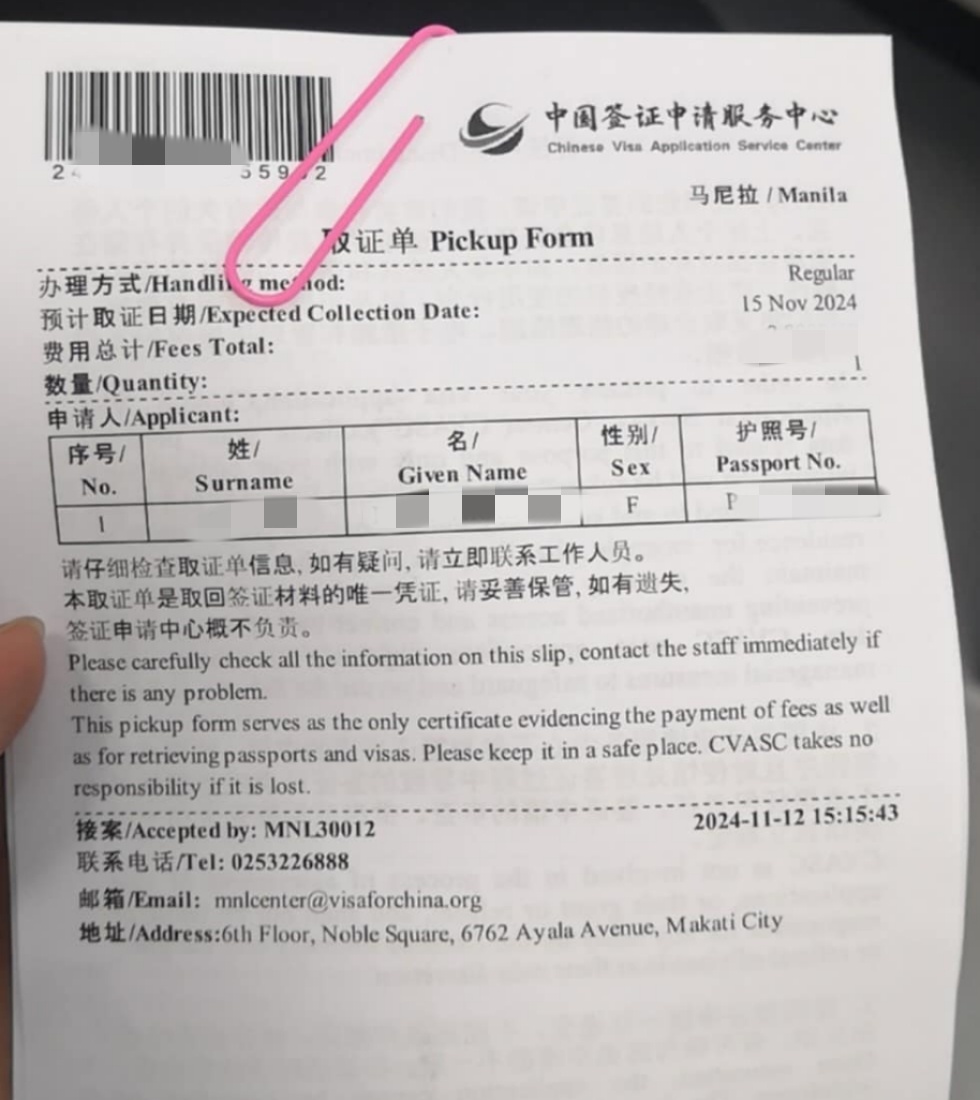 中国签证申请服务中心
Chinese Visa Application Service Center
马尼拉 / Manila
取证单 Pickup Form
办理方式/Handling method: Regular
预计取证日期/Expected Collection Date: 15 Nov 2024
费用总计/Fees Total:
数量/Quantity: 1
申请人/Applicant:
序号/ 姓/ 名/ 性别/ 护照号/
No. Surname Given Name Sex Passport No.
1 F P
请仔细检查取证单信息, 如有疑问, 请立即联系工作人员。
本取证单是取回签证材料的唯一凭证, 请妥善保管, 如有遗失,
签证申请中心概不负责。
Please carefully check all the information on this slip, contact the staff immediately if
there is any problem.
This pickup form serves as the only certificate evidencing the payment of fees as well
as for retrieving passports and visas. Please keep it in a safe place. CVASC takes no
responsibility if it is lost.
接案/Accepted by: MNL30012 2024-11-12 15:15:43
联系电话/Tel: 0253226888
邮箱/Email: mnlcenter@visaforchina.org
地址/Address:6th Floor, Noble Square, 6762 Ayala Avenue, Makati City